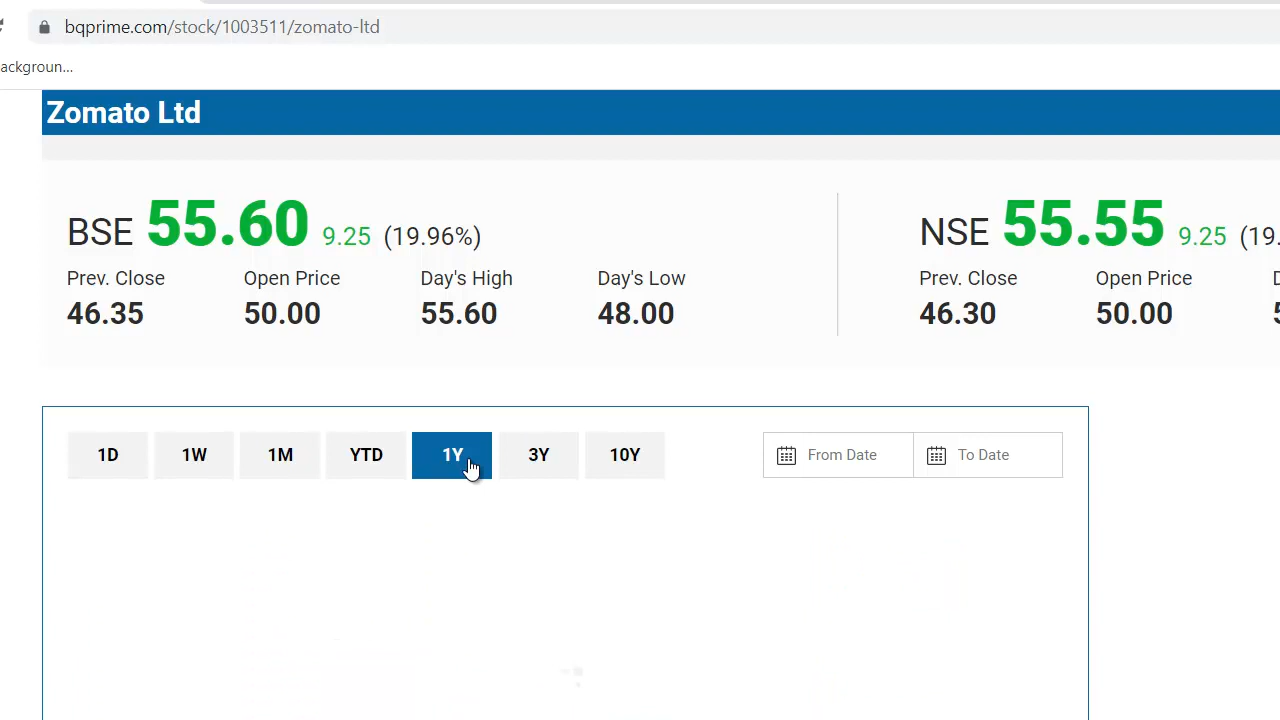 bqprime.com/stock/1003511/zomato-ltd
ackgroun...
Zomato Ltd
BSE 55.60 9.25 (19.96%)
Prev. Close Open Price Day's High Day's Low
46.35 50.00 55.60 48.00
NSE 55.55 9.25 (19.
Prev. Close Open Price
46.30 50.00
1D 1W 1M YTD 1Y 3Y 10Y From Date To Date